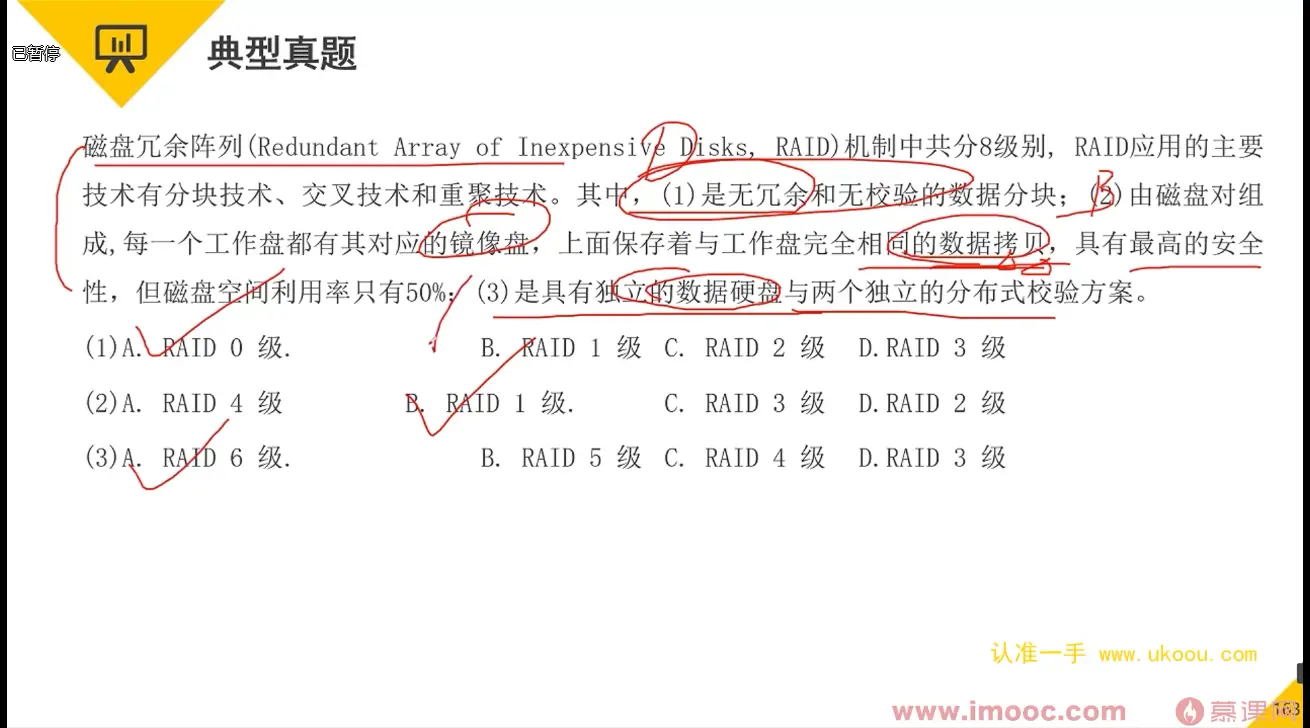 已暂停
典型真题
磁盘冗余阵列(Redundant Array of Inexpensive Disks, RAID)机制中共分8级别, RAID应用的主要
技术有分块技术、交叉技术和重聚技术。其中, (1)是无冗余和无校验的数据分块; (2)由磁盘对组
成,每一个工作盘都有其对应的镜像盘, 上面保存着与工作盘完全相同的数据拷贝, 具有最高的安全
性, 但磁盘空间利用率只有50%; (3)是具有独立的数据硬盘与两个独立的分布式校验方案。
(1)A. RAID 0 级. B. RAID 1 级 C. RAID 2 级 D.RAID 3 级
(2)A. RAID 4 级 B. RAID 1 级. C. RAID 3 级 D.RAID 2 级
(3)A. RAID 6 级. B. RAID 5 级 C. RAID 4 级 D.RAID 3 级
认准一手 www.ukoou.com
www.imooc.com 慕课网
163